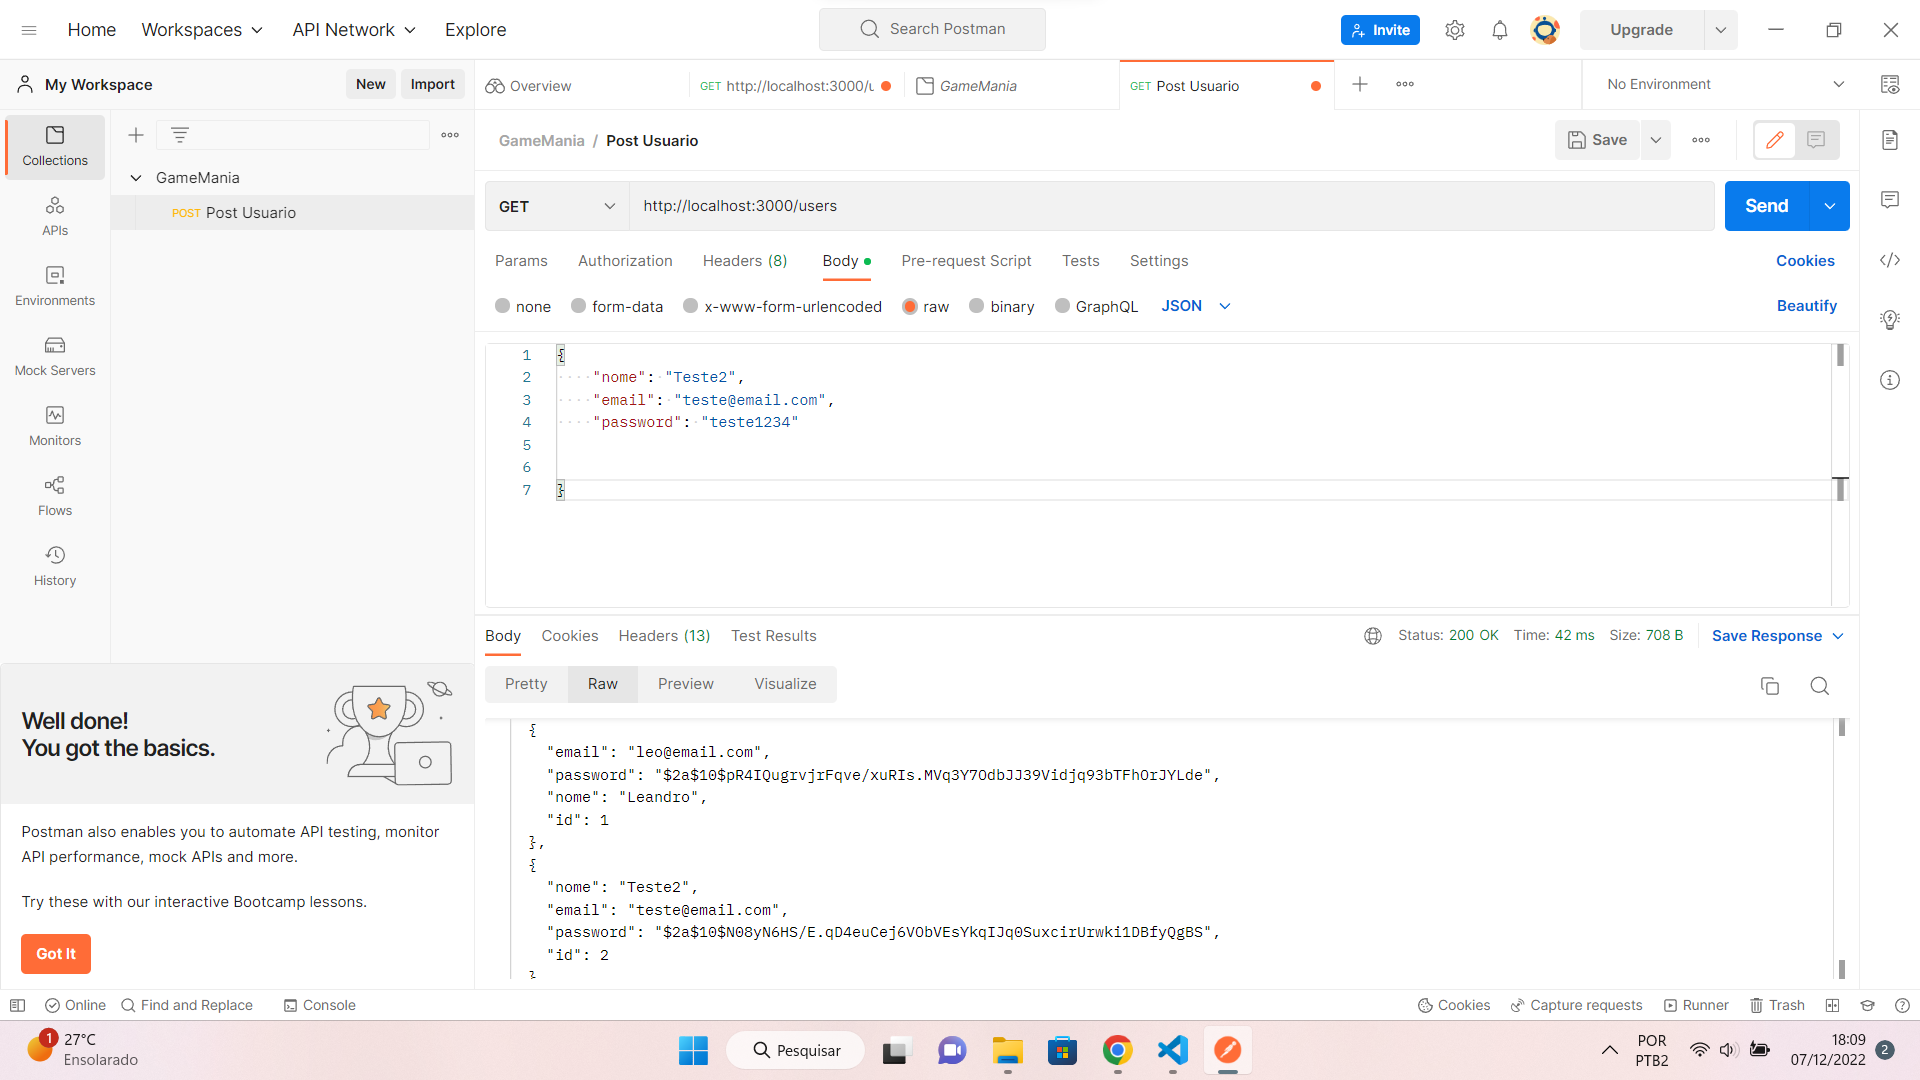 Home
Workspaces
API Network
Explore
Search Postman
Invite
Upgrade
My Workspace
New
Import
Overview
GET http://localhost:3000/u
GameMania
GET Post Usuario
No Environment
Collections
APIs
Environments
Mock Servers
Monitors
Flows
History
GameMania
POST Post Usuario
GameMania / Post Usuario
Save
GET
http://localhost:3000/users
Send
Params
Authorization
Headers (8)
Body
Pre-request Script
Tests
Settings
Cookies
none
form-data
x-www-form-urlencoded
raw
binary
GraphQL
JSON
Beautify
1 {
2 ····"nome":·"Teste2",
3 ····"email":·"teste@email.com",
4 ····"password":·"teste1234"
5
6
7 }
Body
Cookies
Headers (13)
Test Results
Status: 200 OK
Time: 42 ms
Size: 708 B
Save Response
Pretty
Raw
Preview
Visualize
{
"email": "leo@email.com",
"password": "$2a$10$pR4IQugrvjrFqve/xuRIs.MVq3Y7OdbJJ39Vidjq93bTFhOrJYLde",
"nome": "Leandro",
"id": 1
},
{
"nome": "Teste2",
"email": "teste@email.com",
"password": "$2a$10$N08yN6HS/E.qD4euCej6VObVEsYkqIJq0SuxcirUrwki1DBfyQgBS",
"id": 2
}
Well done!
You got the basics.
Postman also enables you to automate API testing, monitor
API performance, mock APIs and more.
Try these with our interactive Bootcamp lessons.
Got It
Online
Find and Replace
Console
Cookies
Capture requests
Runner
Trash
1
27°C
Ensolarado
Pesquisar
POR
PTB2
18:09
07/12/2022
2